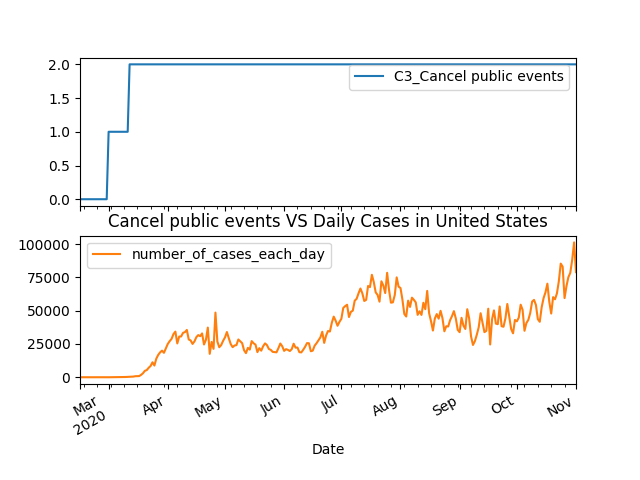 2.0
1.5
1.0
0.5
0.0
C3_Cancel public events
Cancel public events VS Daily Cases in United States
100000
75000
50000
25000
0
number_of_cases_each_day
Mar
2020
Apr
May
Jun
Jul
Aug
Sep
Oct
Nov
Date